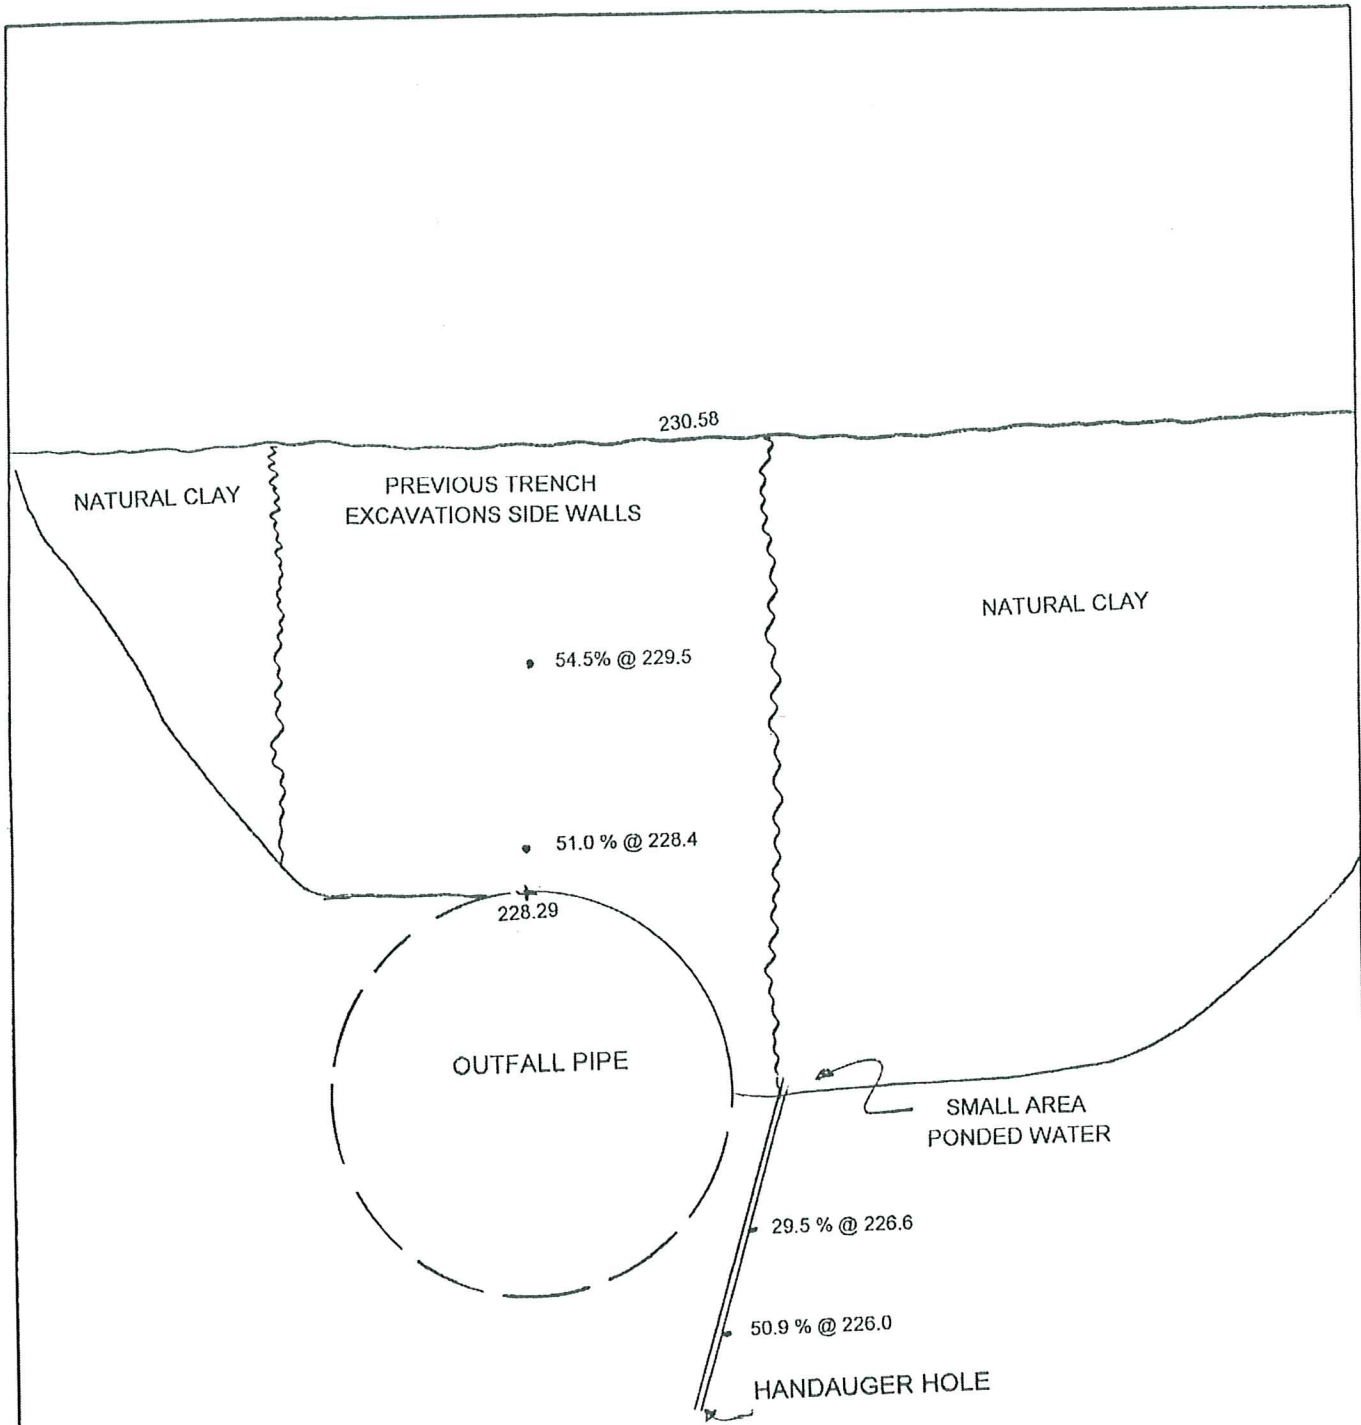 230.58
NATURAL CLAY
PREVIOUS TRENCH
EXCAVATIONS SIDE WALLS
NATURAL CLAY
54.5% @ 229.5
51.0 % @ 228.4
228.29
OUTFALL PIPE
SMALL AREA
PONDED WATER
29.5 % @ 226.6
50.9 % @ 226.0
HANDAUGER HOLE